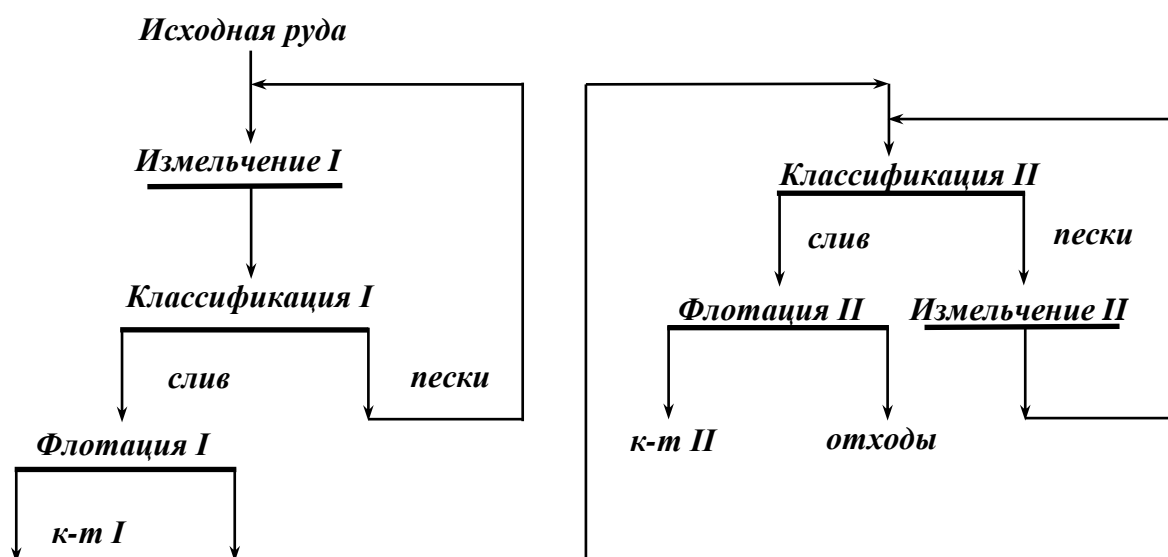 Исходная руда
Измельчение I
Классификация I
слив
пески
Флотация I
к-т I
Классификация II
слив
пески
Флотация II
Измельчение II
к-т II
отходы